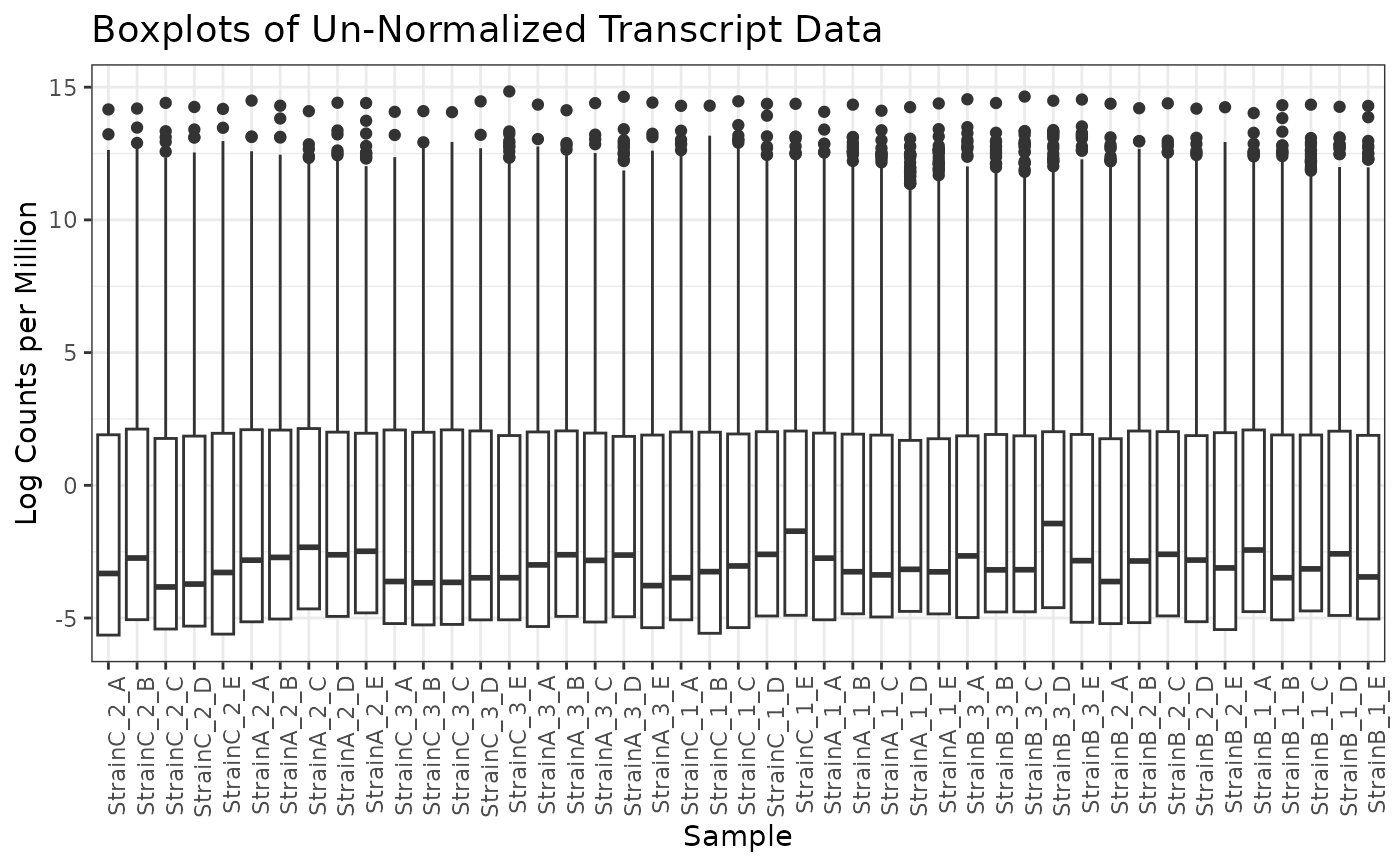 Boxplots of Un-Normalized Transcript Data
Log Counts per Million
15
10
5
0
-5
StrainC_2_A
StrainC_2_B
StrainC_2_C
StrainC_2_D
StrainC_2_E
StrainA_2_A
StrainA_2_B
StrainA_2_C
StrainA_2_D
StrainA_2_E
StrainC_3_A
StrainC_3_B
StrainC_3_C
StrainC_3_D
StrainC_3_E
StrainA_3_A
StrainA_3_B
StrainA_3_C
StrainA_3_D
StrainA_3_E
StrainC_1_A
StrainC_1_B
StrainC_1_C
StrainC_1_D
StrainC_1_E
StrainA_1_A
StrainA_1_B
StrainA_1_C
StrainA_1_D
StrainA_1_E
StrainB_3_A
StrainB_3_B
StrainB_3_C
StrainB_3_D
StrainB_3_E
StrainB_2_A
StrainB_2_B
StrainB_2_C
StrainB_2_D
StrainB_2_E
StrainB_1_A
StrainB_1_B
StrainB_1_C
StrainB_1_D
StrainB_1_E
Sample